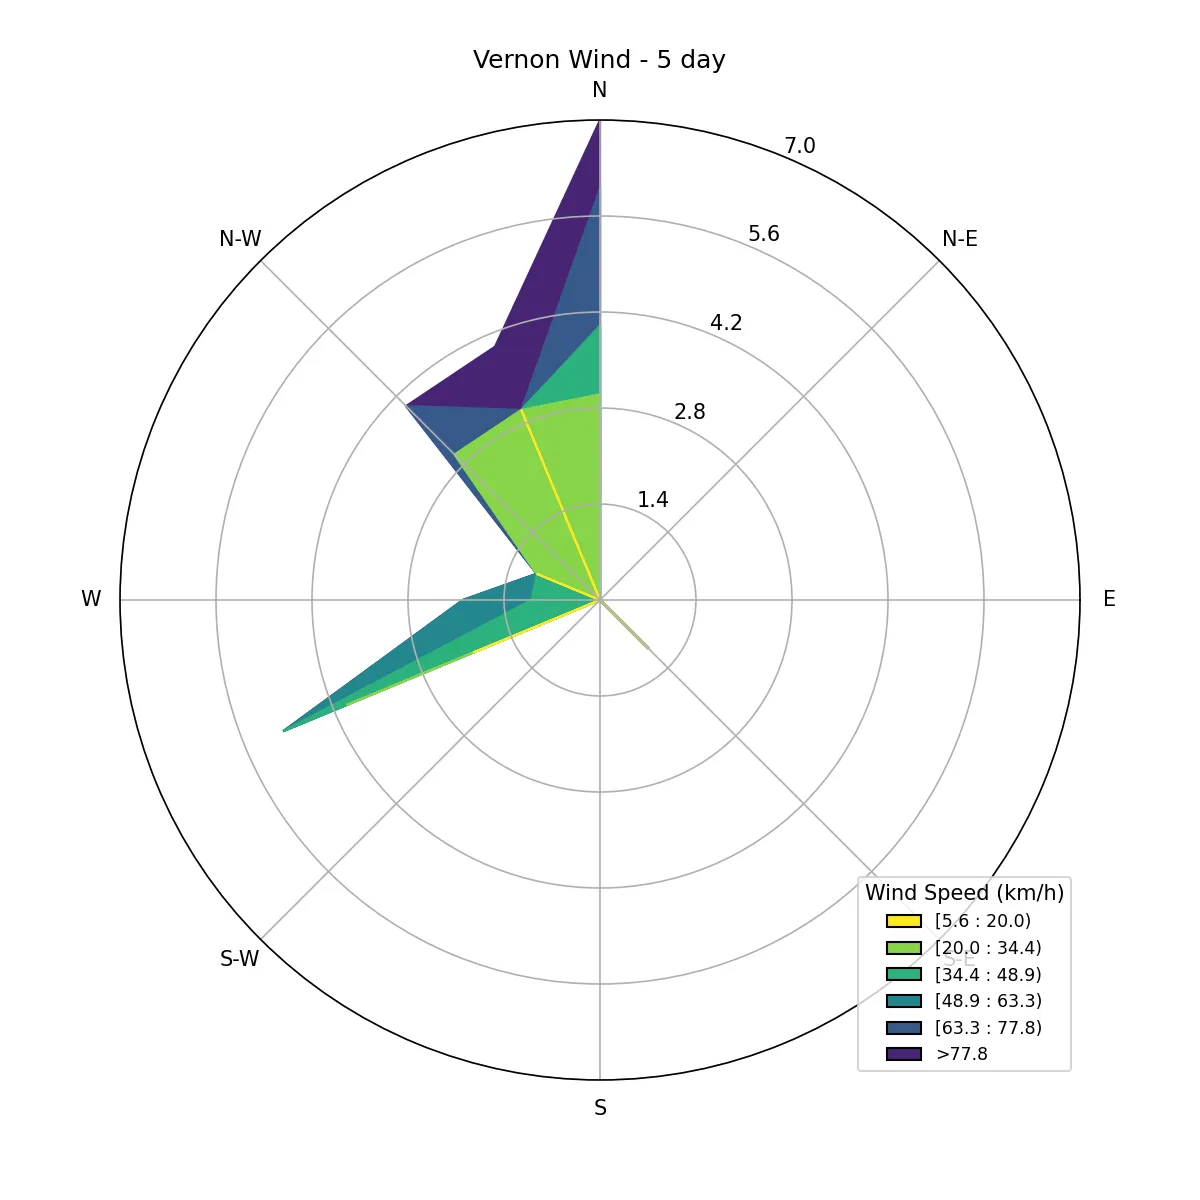 Vernon Wind - 5 day
N
7.0
N-W
5.6
N-E
4.2
2.8
1.4
W
E
S-W
S-E
S
Wind Speed (km/h)
[5.6 : 20.0)
[20.0 : 34.4)
[34.4 : 48.9)
[48.9 : 63.3)
[63.3 : 77.8)
>77.8